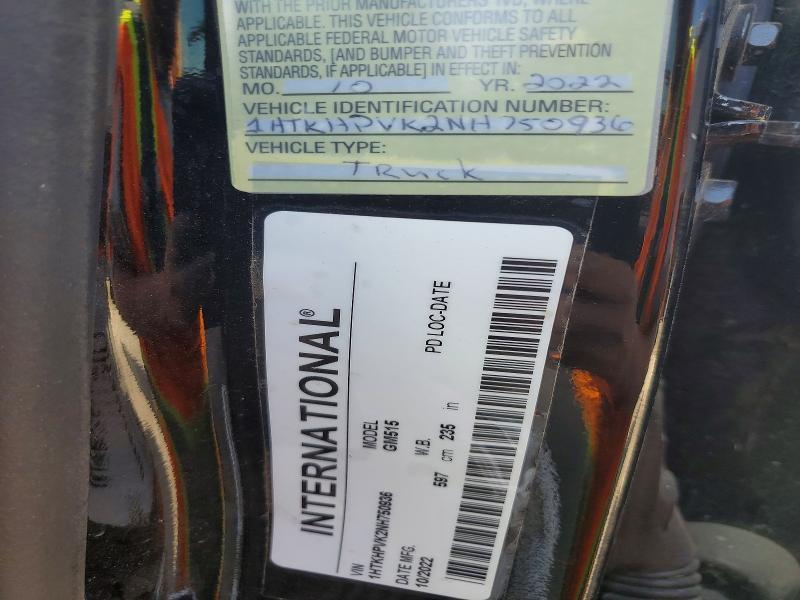 WITH THE PRIOR MANUFACTURERS' IVD, WHERE
APPLICABLE. THIS VEHICLE CONFORMS TO ALL
APPLICABLE FEDERAL MOTOR VEHICLE SAFETY
STANDARDS, [AND BUMPER AND THEFT PREVENTION
STANDARDS, IF APPLICABLE] IN EFFECT IN:
MO. 10 YR. 2022
VEHICLE IDENTIFICATION NUMBER:
1HTKHPVK2NH750936
VEHICLE TYPE:
Truck
INTERNATIONAL®
VIN
1HTKHPVK2NH750936
MODEL
GM515
DATE MFG.
10/2022
W.B.
597 cm 235 in
PD LOC-DATE